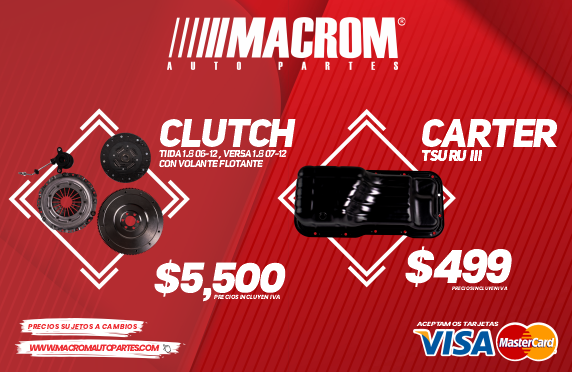 MACROM®
AUTO PARTES
CLUTCH
TIIDA 1.8 06-12 , VERSA 1.8 07-12
CON VOLANTE FLOTANTE
$5,500
PRECIOS INCLUYEN IVA
CARTER
TSURU III
$499
PRECIOS INCLUYEN IVA
PRECIOS SUJETOS A CAMBIOS
WWW.MACROMAUTOPARTES.COM
ACEPTAMOS TARJETAS
VISA MasterCard